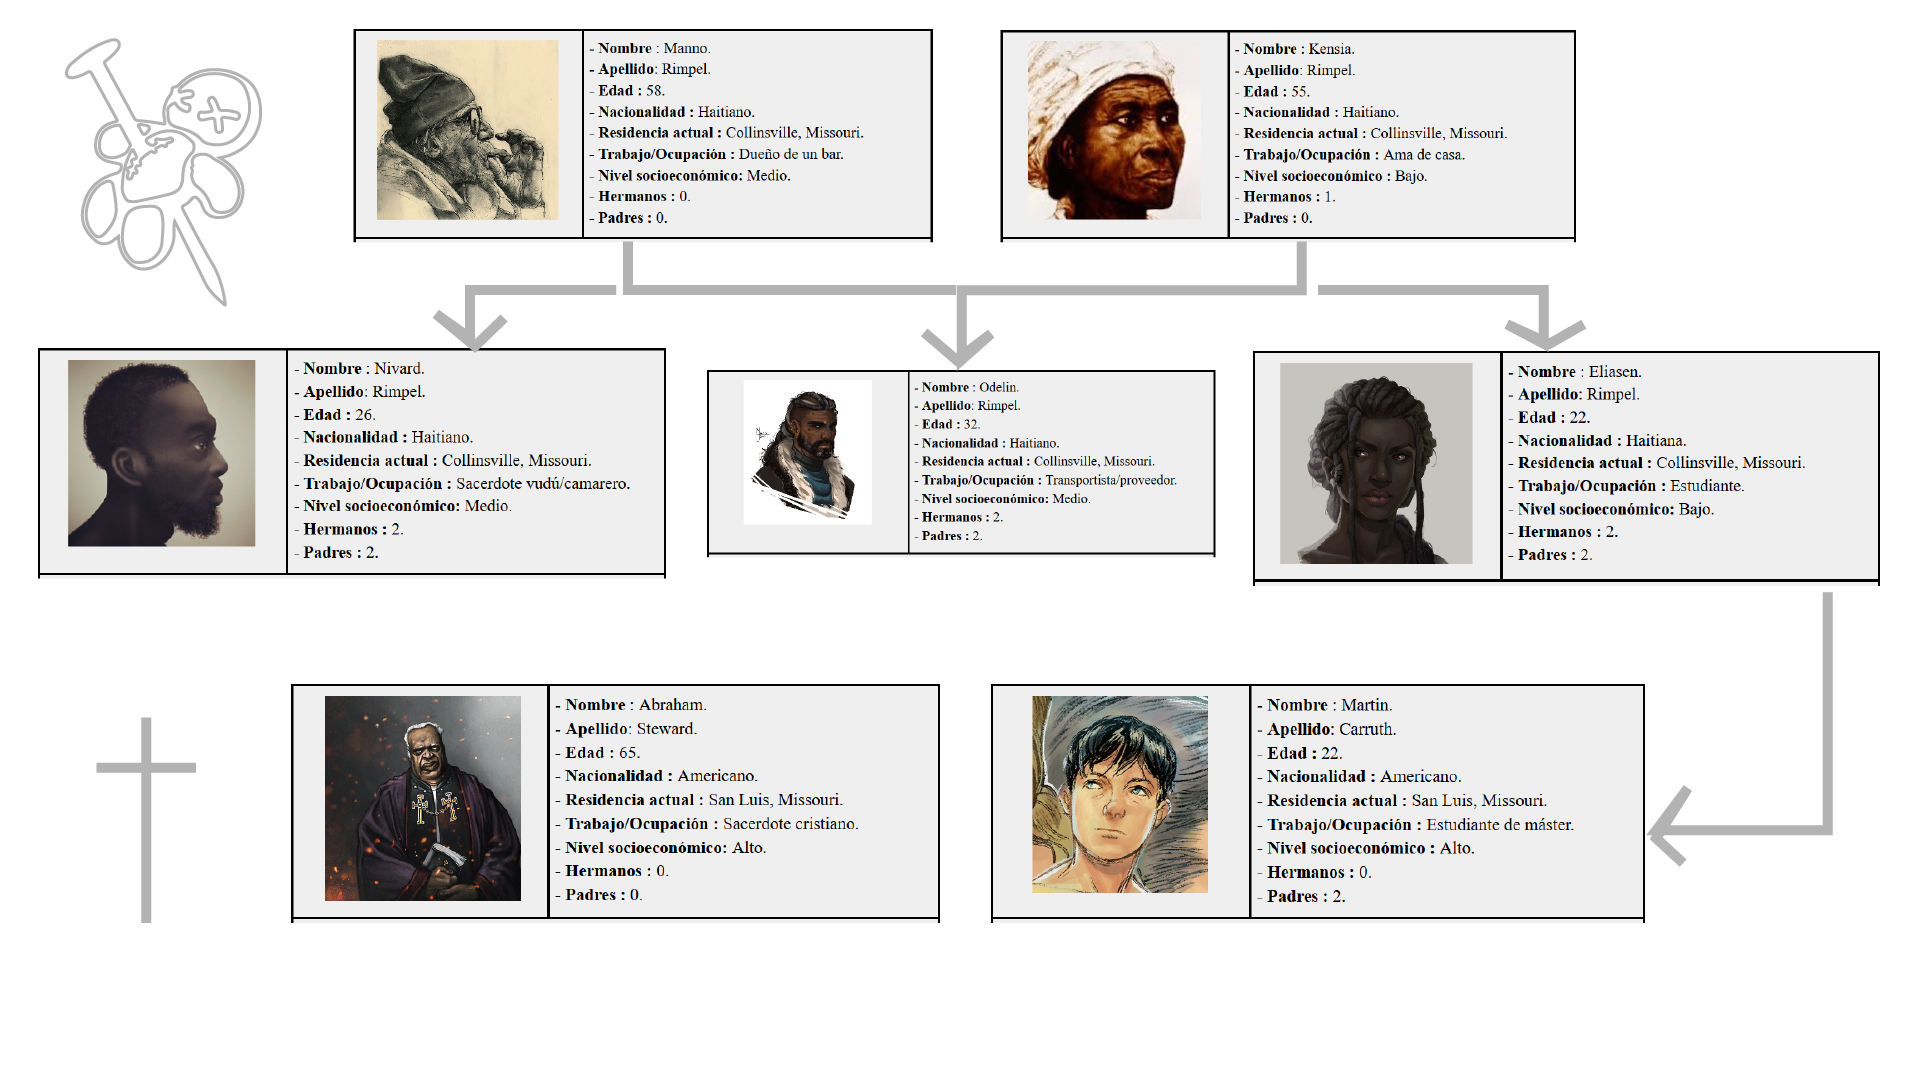 - Nombre : Manno.
- Apellido: Rimpel.
- Edad : 58.
- Nacionalidad : Haitiano.
- Residencia actual : Collinsville, Missouri.
- Trabajo/Ocupación : Dueño de un bar.
- Nivel socioeconómico: Medio.
- Hermanos : 0.
- Padres : 0.
- Nombre : Kensia.
- Apellido: Rimpel.
- Edad : 55.
- Nacionalidad : Haitiano.
- Residencia actual : Collinsville, Missouri.
- Trabajo/Ocupación : Ama de casa.
- Nivel socioeconómico : Bajo.
- Hermanos : 1.
- Padres : 0.
- Nombre : Nivard.
- Apellido: Rimpel.
- Edad : 26.
- Nacionalidad : Haitiano.
- Residencia actual : Collinsville, Missouri.
- Trabajo/Ocupación : Sacerdote vudú/camarero.
- Nivel socioeconómico: Medio.
- Hermanos : 2.
- Padres : 2.
- Nombre : Odelin.
- Apellido: Rimpel.
- Edad : 32.
- Nacionalidad : Haitiano.
- Residencia actual : Collinsville, Missouri.
- Trabajo/Ocupación : Transportista/proveedor.
- Nivel socioeconómico: Medio.
- Hermanos : 2.
- Padres : 2.
- Nombre : Eliasen.
- Apellido: Rimpel.
- Edad : 22.
- Nacionalidad : Haitiana.
- Residencia actual : Collinsville, Missouri.
- Trabajo/Ocupación : Estudiante.
- Nivel socioeconómico: Bajo.
- Hermanos : 2.
- Padres : 2.
- Nombre : Abraham.
- Apellido: Steward.
- Edad : 65.
- Nacionalidad : Americano.
- Residencia actual : San Luis, Missouri.
- Trabajo/Ocupación : Sacerdote cristiano.
- Nivel socioeconómico: Alto.
- Hermanos : 0.
- Padres : 0.
- Nombre : Martin.
- Apellido: Carruth.
- Edad : 22.
- Nacionalidad : Americano.
- Residencia actual : San Luis, Missouri.
- Trabajo/Ocupación : Estudiante de máster.
- Nivel socioeconómico : Alto.
- Hermanos : 0.
- Padres : 2.